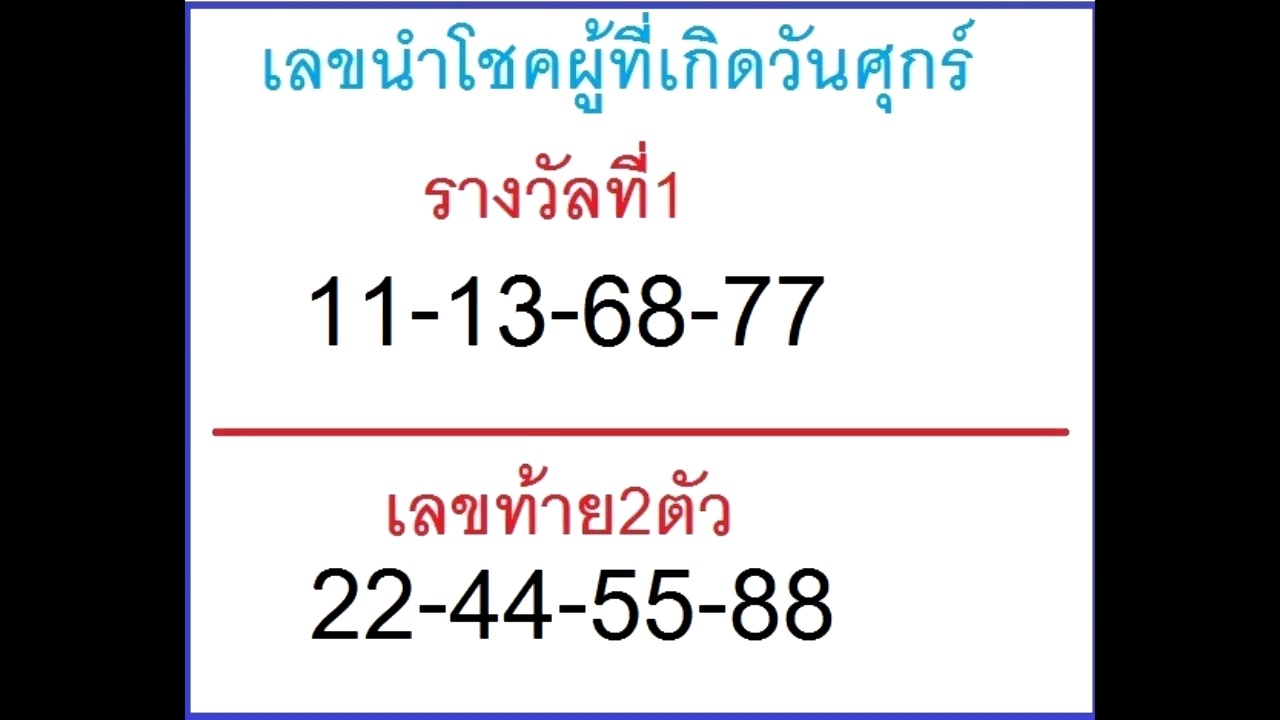 เลขนำโชคผู้ที่เกิดวันศุกร์
รางวัลที่1
11-13-68-77
เลขท้าย2ตัว
22-44-55-88